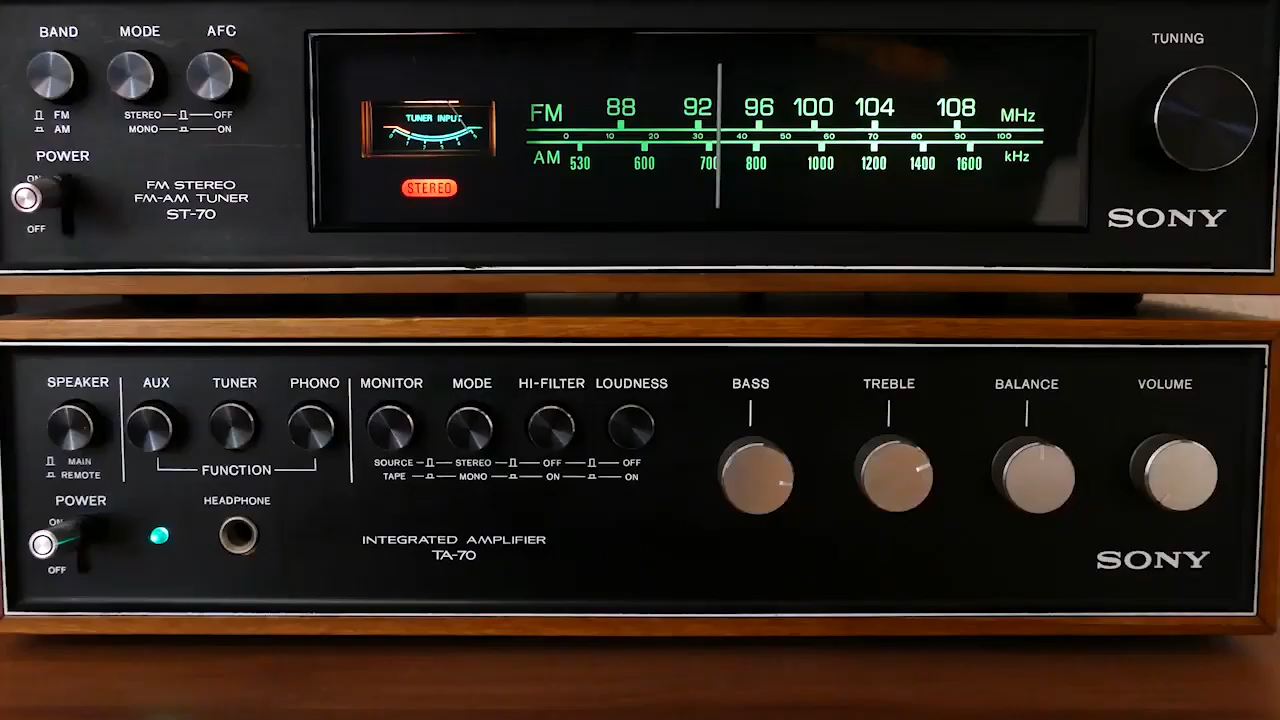 BAND MODE AFC
TUNING
FM STEREO OFF
AM MONO ON
POWER
ON
OFF
FM STEREO
FM-AM TUNER
ST-70
TUNER INPUT
STEREO
FM 88 92 96 100 104 108 MHz
0 10 20 30 40 50 60 70 80 90 100
AM 530 600 700 800 1000 1200 1400 1600 kHz
SONY
SPEAKER AUX TUNER PHONO MONITOR MODE HI-FILTER LOUDNESS BASS TREBLE BALANCE VOLUME
MAIN
REMOTE
FUNCTION
SOURCE STEREO OFF OFF
TAPE MONO ON ON
POWER
ON
OFF
HEADPHONE
INTEGRATED AMPLIFIER
TA-70
SONY